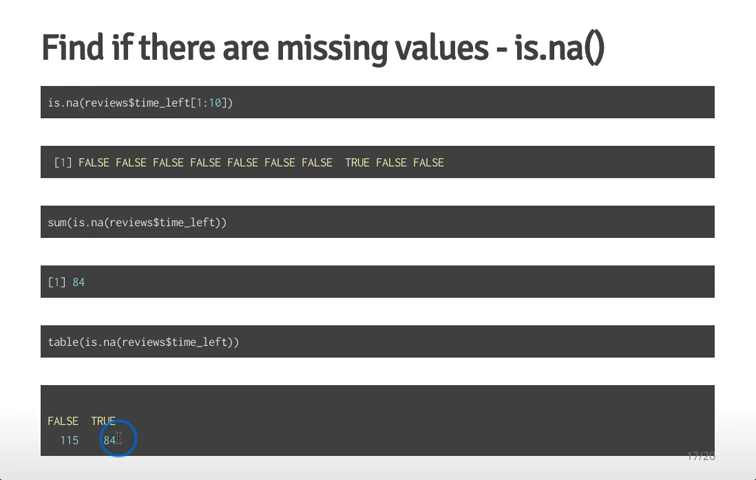 Find if there are missing values - is.na()
is.na(reviews$time_left[1:10])
[1] FALSE FALSE FALSE FALSE FALSE FALSE FALSE  TRUE FALSE FALSE
sum(is.na(reviews$time_left))
[1] 84
table(is.na(reviews$time_left))
FALSE  TRUE
115    84
17/20